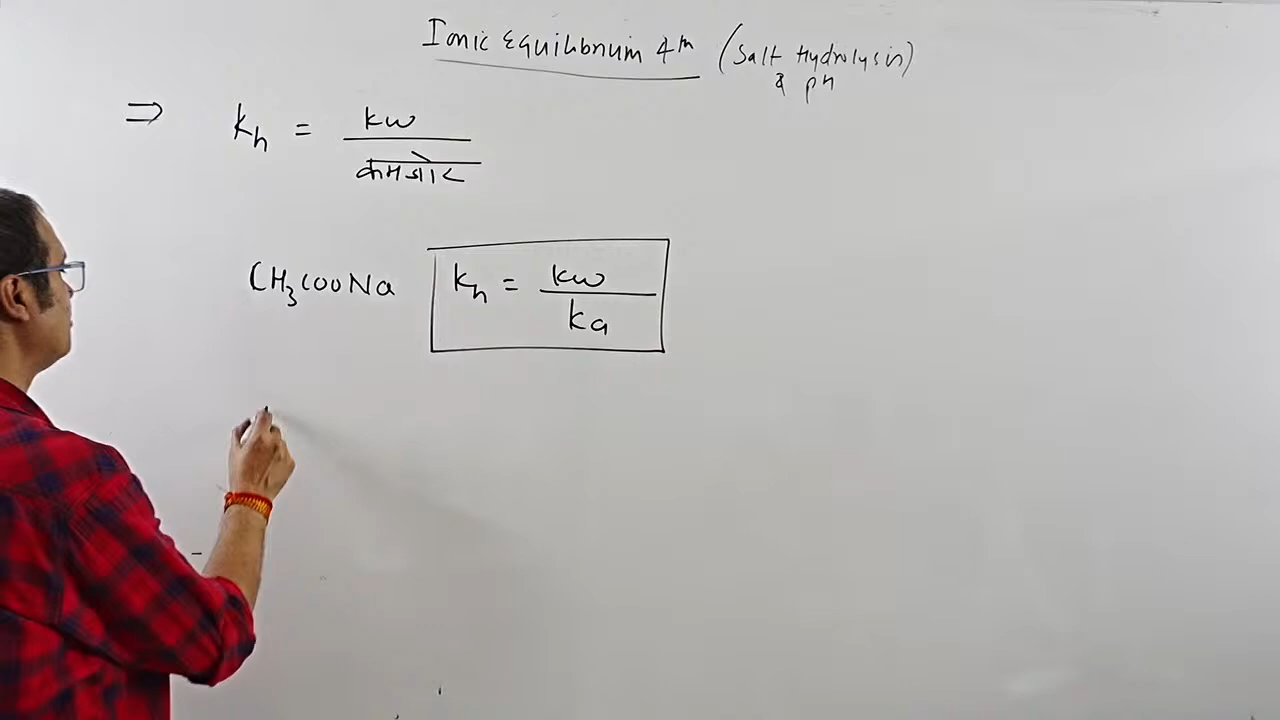 Ionic Equilibrium 4th (Salt Hydrolysis)
& pH
⇒ Kh = Kw
कमजोर
CH3COONa Kh = Kw
Ka